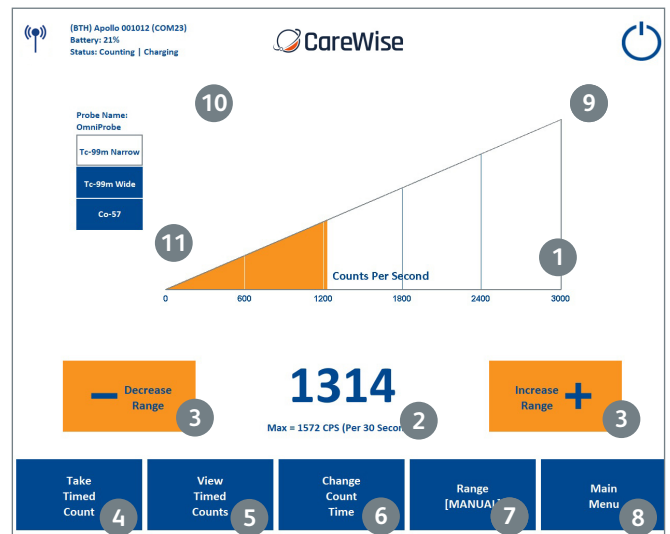 (BTH) Apollo 001012 (COM23)
Battery: 21%
Status: Counting | Charging
CareWise
10
9
Probe Name:
OmniProbe
Tc-99m Narrow
Tc-99m Wide
Co-57
11
1
Counts Per Second
0 600 1200 1800 2400 3000
Decrease
Range
3
1314
Max = 1572 CPS (Per 30
2
Increase
Range
3
Take
Timed
Count
4
View
Timed
Counts
5
Change
Count
Time
6
Range
7
Main
Menu
8